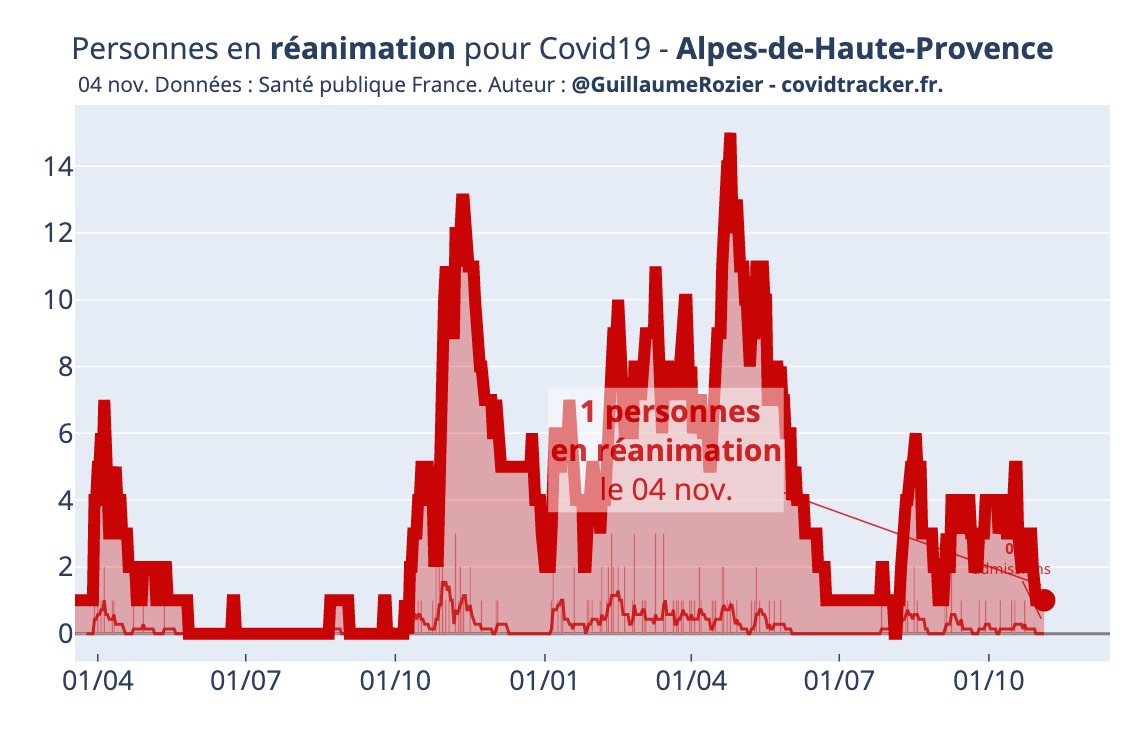 Personnes en réanimation pour Covid19 - Alpes-de-Haute-Provence
04 nov. Données : Santé publique France. Auteur : @GuillaumeRozier - covidtracker.fr.
14
12
10
8
6
4
2
0
1 personnes
en réanimation
le 04 nov.
0
admissions
01/04 01/07 01/10 01/01 01/04 01/07 01/10